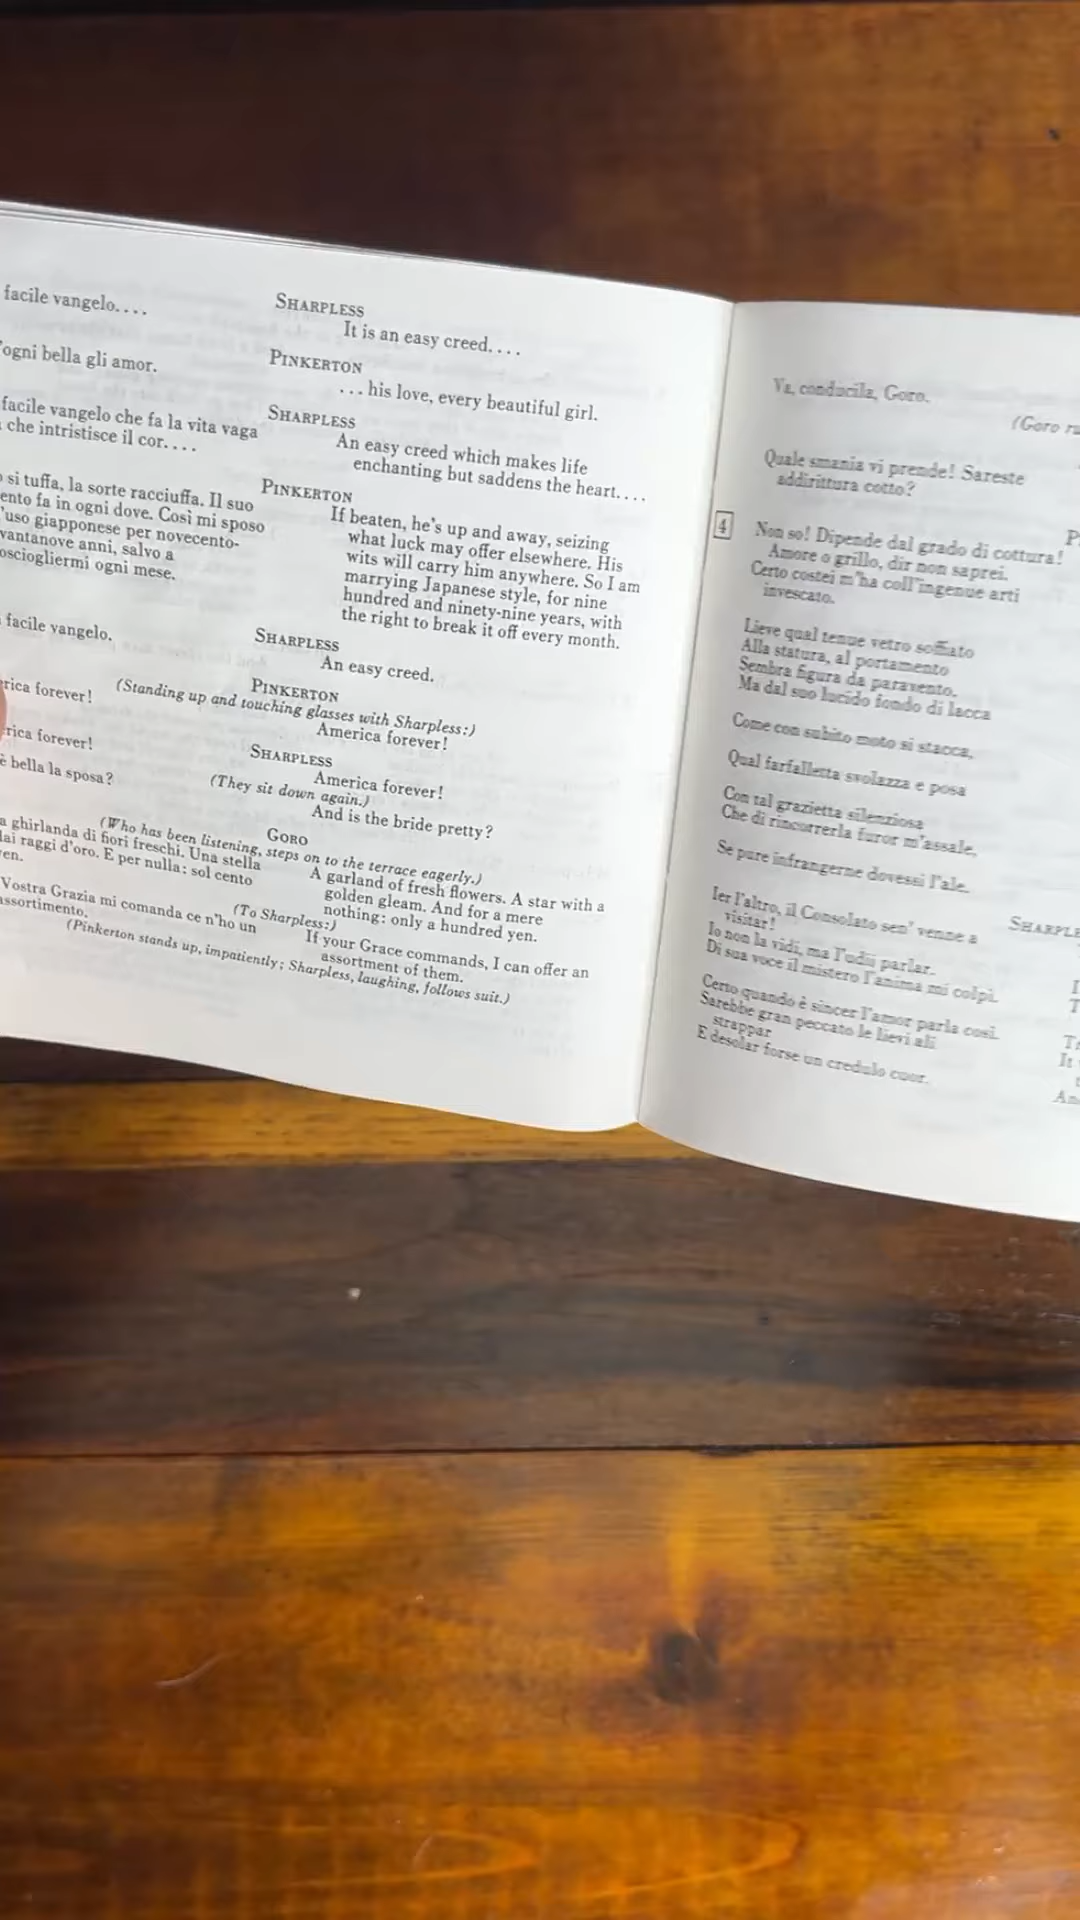 facile vangelo....
SHARPLESS
It is an easy creed....
'ogni bella gli amor.
PINKERTON
... his love, every beautiful girl.
facile vangelo che fa la vita vaga
che intristisce il cor....
SHARPLESS
An easy creed which makes life
enchanting but saddens the heart....
si tuffa, la sorte racciuffa. Il suo
ento fa in ogni dove. Così mi sposo
'uso giapponese per novecento-
vantanove anni, salvo a
osciogliermi ogni mese.
PINKERTON
If beaten, he's up and away, seizing
what luck may offer elsewhere. His
wits will carry him anywhere. So I am
marrying Japanese style, for nine
hundred and ninety-nine years, with
the right to break it off every month.
facile vangelo.
SHARPLESS
An easy creed.
PINKERTON
(Standing up and touching glasses with Sharpless:)
erica forever!
America forever!
SHARPLESS
rica forever!
America forever!
(They sit down again.)
è bella la sposa?
And is the bride pretty?
GORO
(Who has been listening, steps on to the terrace eagerly.)
a ghirlanda di fiori freschi. Una stella
dai raggi d'oro. E per nulla: sol cento
yen.
A garland of fresh flowers. A star with a
golden gleam. And for a mere
nothing: only a hundred yen.
(To Sharpless:)
Vostra Grazia mi comanda ce n'ho un
assortimento.
If your Grace commands, I can offer an
assortment of them.
(Pinkerton stands up, impatiently; Sharpless, laughing, follows suit.)
Va, conducila, Goro.
(Goro ru
Quale smania vi prende! Sareste
addirittura cotto?
P
4
Non so! Dipende dal grado di cottura!
Amore o grillo, dir non saprei.
Certo costei m'ha coll'ingenue arti
invescato.
Lieve qual tenue vetro soffiato
Alla statura, al portamento
Sembra figura da paravento.
Ma dal suo lucido fondo di lacca
Come con subito moto si stacca,
Qual farfalletta svolazza e posa
Con tal grazietta silenziosa
Che di rincorrerla furor m'assale,
Se pure infrangerne dovessi l'ale.
SHARPLE
Ier l'altro, il Consolato sen' venne a
visitar!
Io non la vidi, ma l'udii parlar.
Di sua voce il mistero l'anima mi colpì.
Certo quando è sincer l'amor parla così.
Sarebbe gran peccato le lievi ali
strappar
E desolar forse un credulo cuor.
I
T
It
An